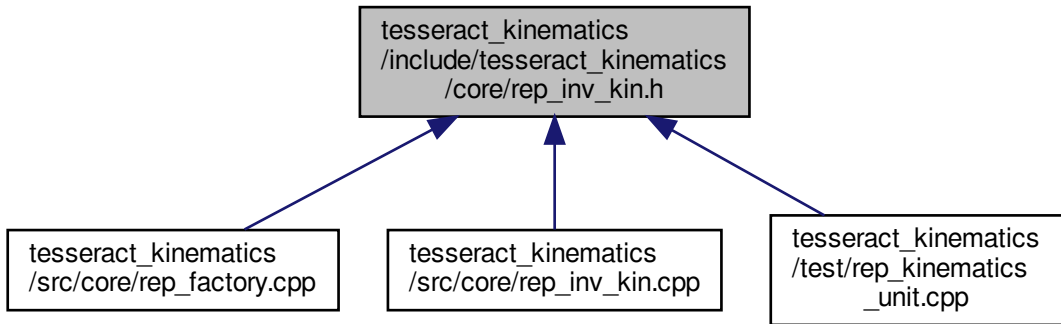 tesseract_kinematics
/include/tesseract_kinematics
/core/rep_inv_kin.h
tesseract_kinematics
/src/core/rep_factory.cpp
tesseract_kinematics
/src/core/rep_inv_kin.cpp
tesseract_kinematics
/test/rep_kinematics
_unit.cpp